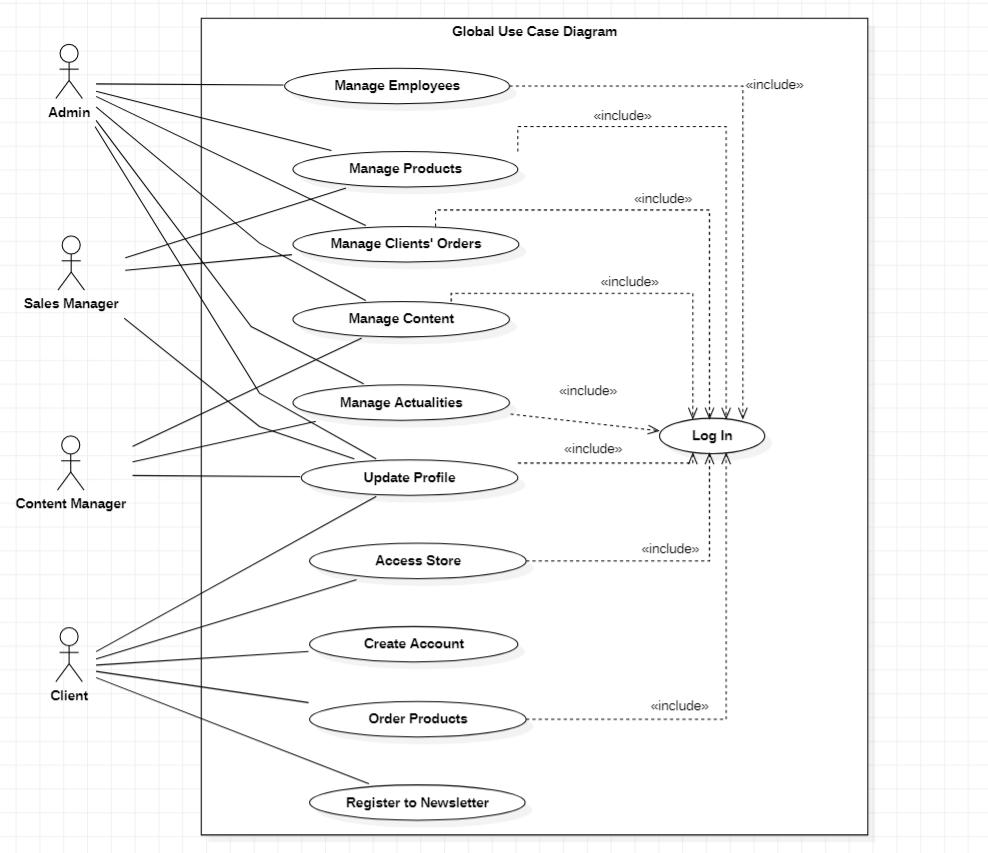 Global Use Case Diagram
Admin
Manage Employees
«include»
«include»
Manage Products
«include»
Manage Clients' Orders
Sales Manager
«include»
Manage Content
«include»
Manage Actualities
Log In
«include»
Update Profile
Content Manager
«include»
Access Store
Create Account
Client
«include»
Order Products
Register to Newsletter